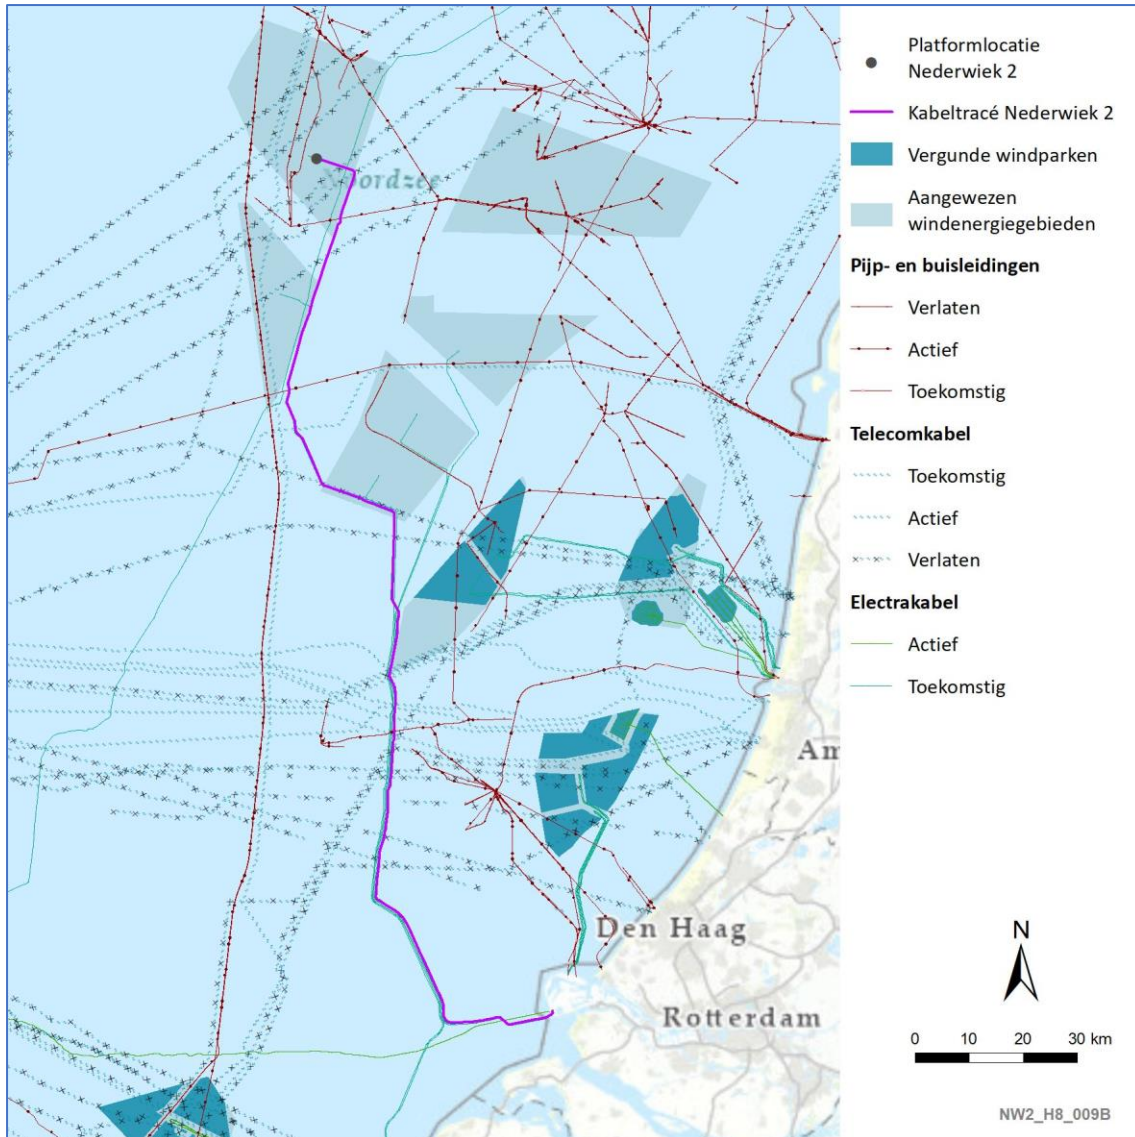 Noordzee
Am
Den Haag
Rotterdam
Platformlocatie
Nederwiek 2
Kabeltracé Nederwiek 2
Vergunde windparken
Aangewezen
windenergiegebieden
Pijp- en buisleidingen
Verlaten
Actief
Toekomstig
Telecomkabel
Toekomstig
Actief
Verlaten
Electrakabel
Actief
Toekomstig
N
0 10 20 30 km
NW2_H8_009B